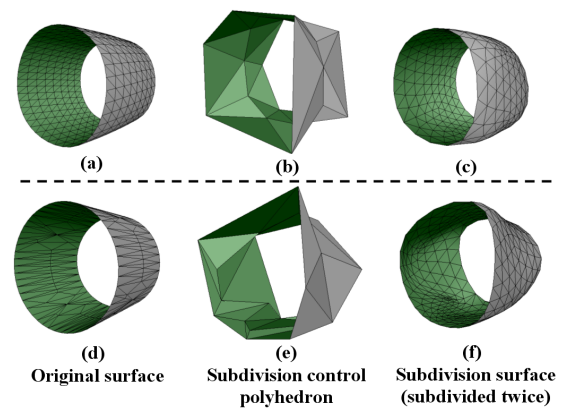 (a)
(b)
(c)
(d)
(e)
(f)
Original surface
Subdivision control
polyhedron
Subdivision surface
(subdivided twice)